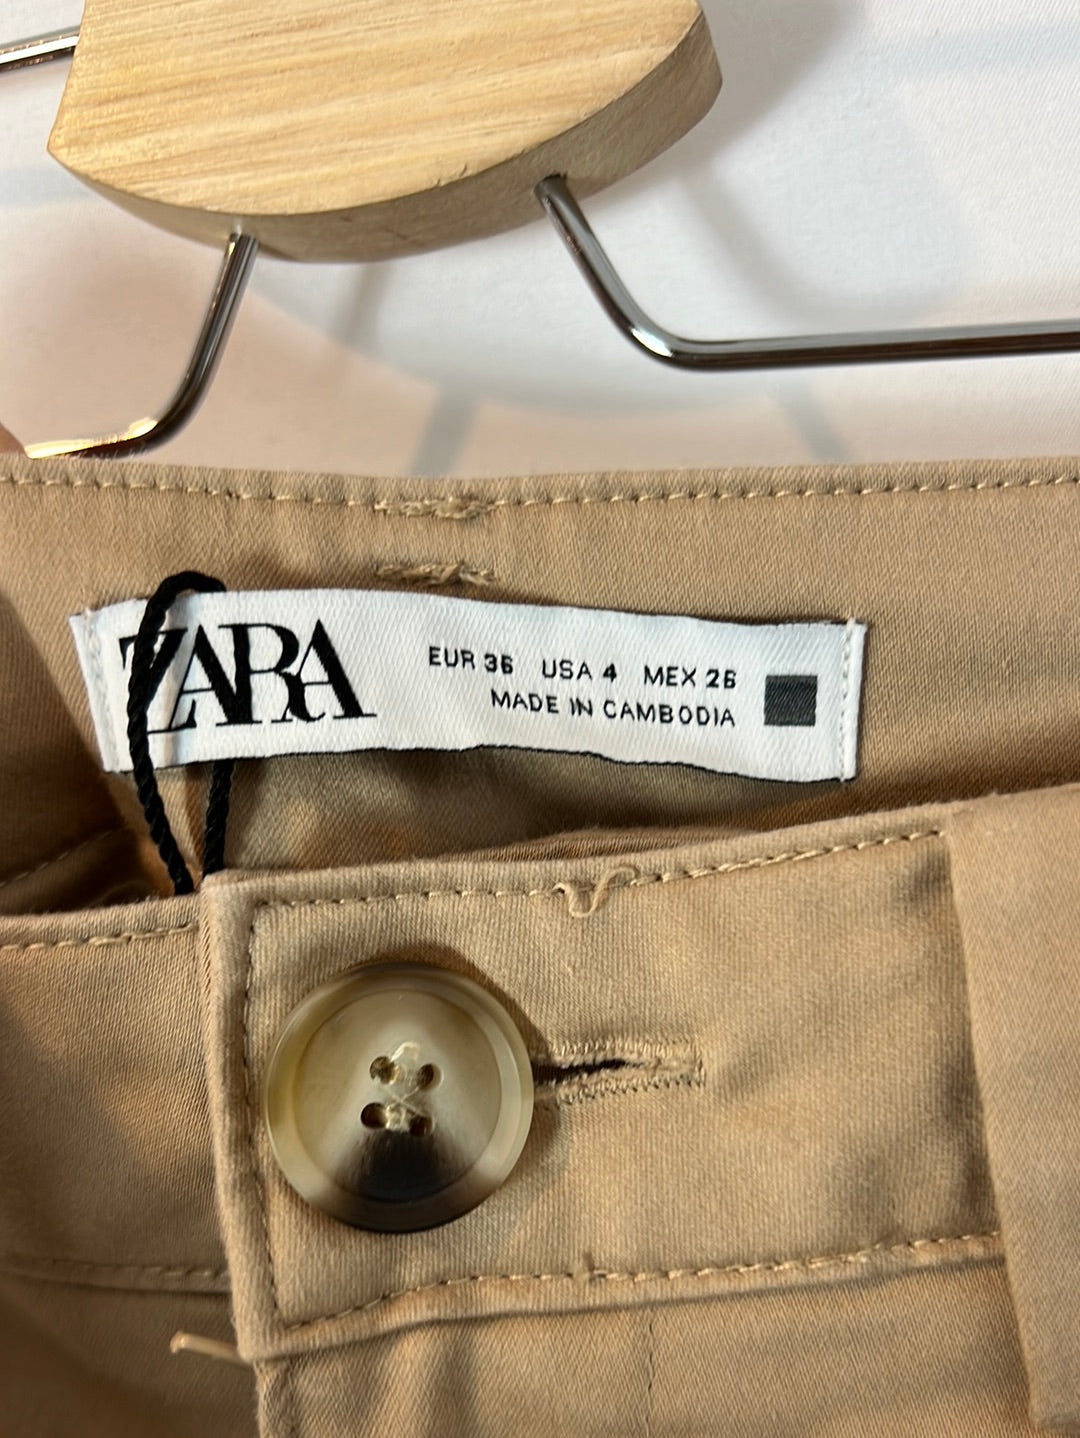 ZARA
EUR 36 USA 4 MEX 26
MADE IN CAMBODIA